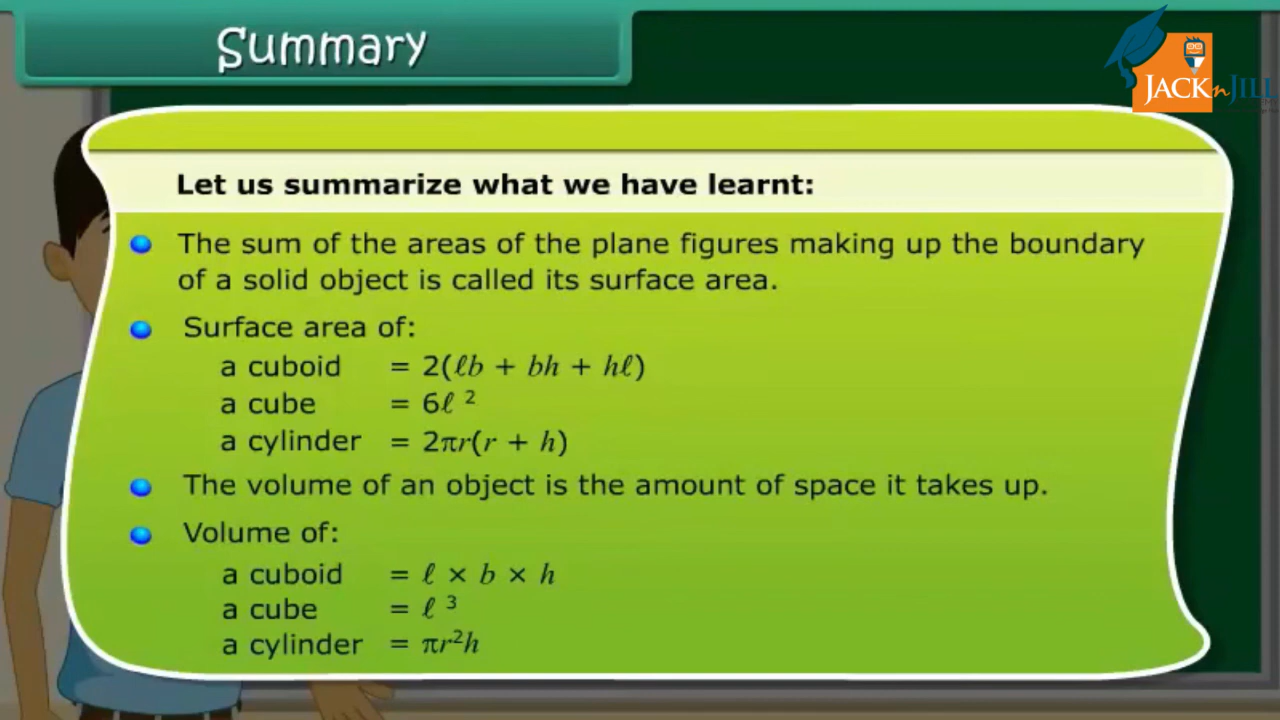 Summary
JACKnJILL
Let us summarize what we have learnt:
The sum of the areas of the plane figures making up the boundary
of a solid object is called its surface area.
Surface area of:
a cuboid = 2(ℓb + bh + hℓ)
a cube = 6ℓ ²
a cylinder = 2πr(r + h)
The volume of an object is the amount of space it takes up.
Volume of:
a cuboid = ℓ × b × h
a cube = ℓ ³
a cylinder = πr²h